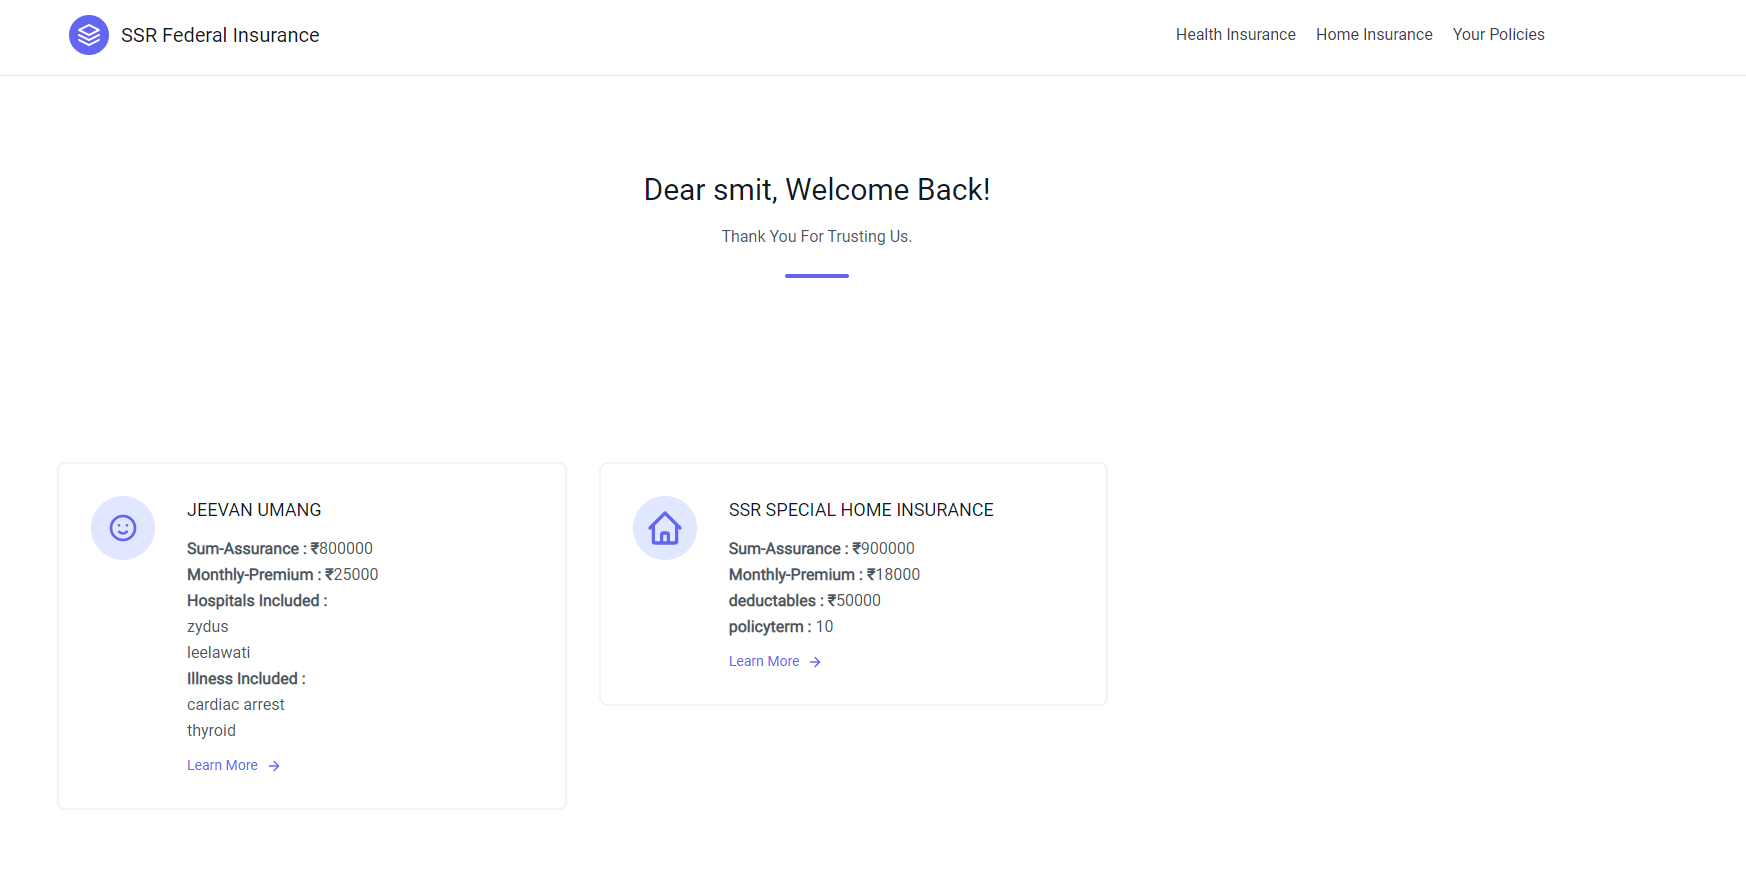 SSR Federal Insurance
Health Insurance Home Insurance Your Policies
Dear smit, Welcome Back!
Thank You For Trusting Us.
JEEVAN UMANG
Sum-Assurance : ₹800000
Monthly-Premium : ₹25000
Hospitals Included :
zydus
leelawati
Illness Included :
cardiac arrest
thyroid
Learn More →
SSR SPECIAL HOME INSURANCE
Sum-Assurance : ₹900000
Monthly-Premium : ₹18000
deductables : ₹50000
policyterm : 10
Learn More →